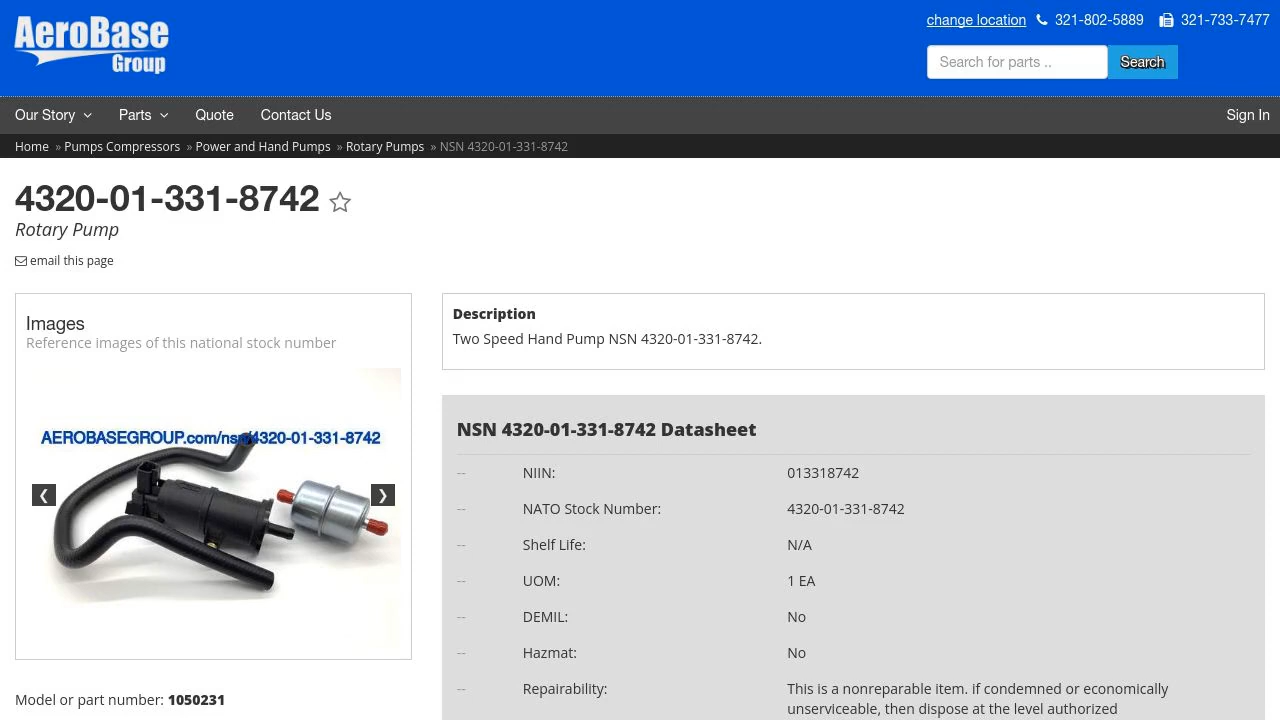 AeroBase
Group
change location 321-802-5889 321-733-7477
Search for parts ..
Search
Our Story
Parts
Quote
Contact Us
Sign In
Home » Pumps Compressors » Power and Hand Pumps » Rotary Pumps » NSN 4320-01-331-8742
4320-01-331-8742
Rotary Pump
email this page
Images
Reference images of this national stock number
AEROBASEGROUP.com/nsn/4320-01-331-8742
Model or part number: 1050231
Description
Two Speed Hand Pump NSN 4320-01-331-8742.
NSN 4320-01-331-8742 Datasheet
-- NIIN: 013318742
-- NATO Stock Number: 4320-01-331-8742
-- Shelf Life: N/A
-- UOM: 1 EA
-- DEMIL: No
-- Hazmat: No
-- Repairability: This is a nonreparable item. if condemned or economically
unserviceable, then dispose at the level authorized